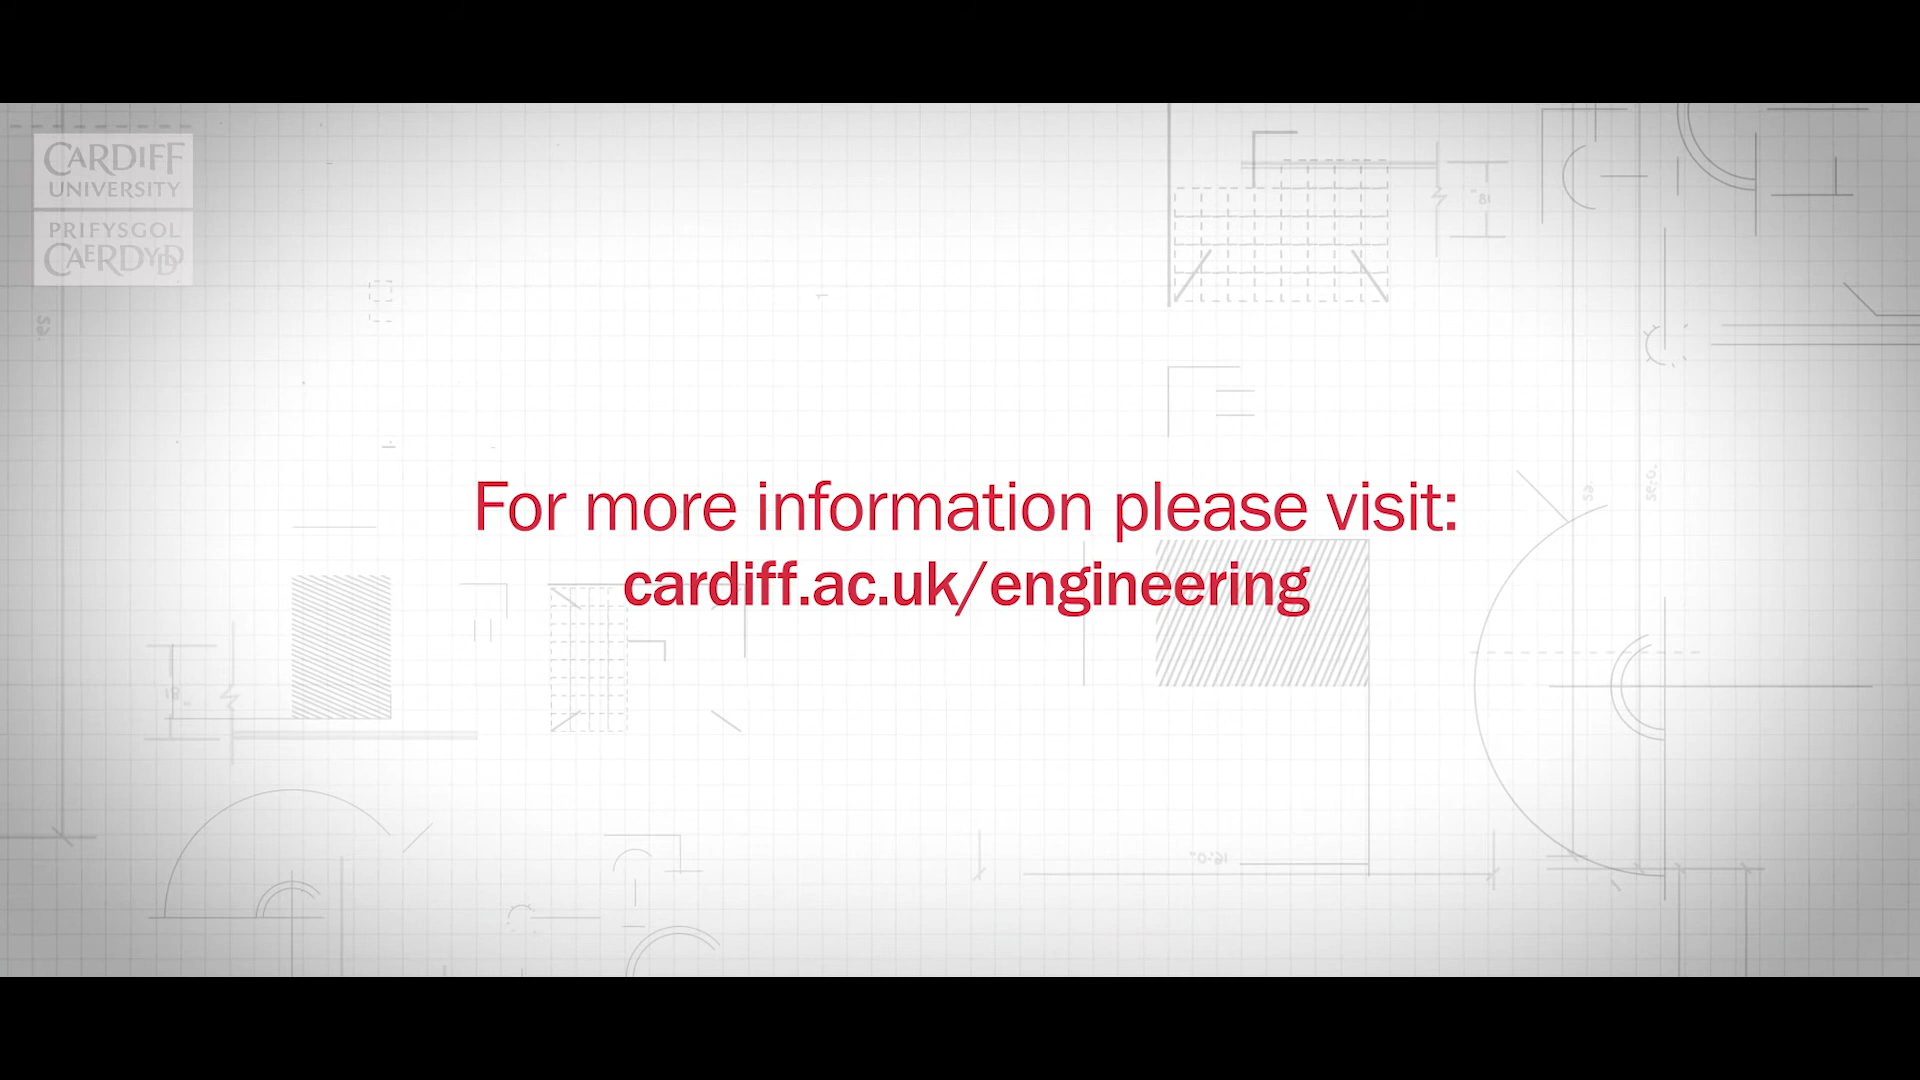 CARDIFF
UNIVERSITY
PRIFYSGOL
CAERDYDD
For more information please visit:
cardiff.ac.uk/engineering